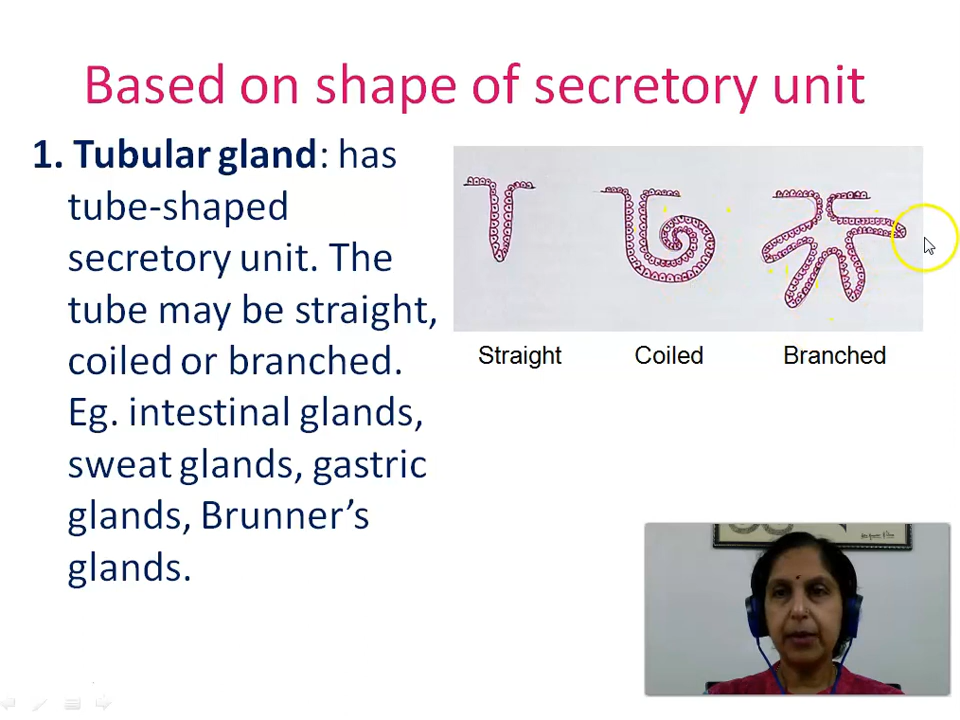 Based on shape of secretory unit
1. Tubular gland: has
tube-shaped
secretory unit. The
tube may be straight,
coiled or branched.
Eg. intestinal glands,
sweat glands, gastric
glands, Brunner’s
glands.
Straight
Coiled
Branched